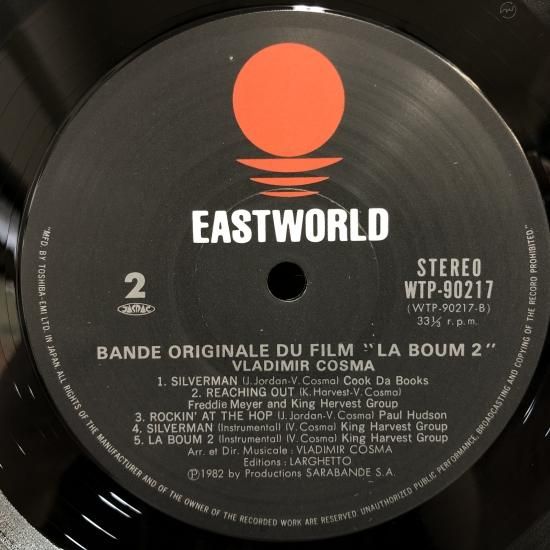 EASTWORLD
2
JASRAC
STEREO
WTP-90217
(WTP-90217-B)
33⅓ r.p.m.
BANDE ORIGINALE DU FILM "LA BOUM 2"
VLADIMIR COSMA
1. SILVERMAN (J. Jordan-V. Cosma) Cook Da Books
2. REACHING OUT (K. Harvest-V. Cosma)
Freddie Meyer and King Harvest Group
3. ROCKIN' AT THE HOP (J. Jordan-V. Cosma) Paul Hudson
4. SILVERMAN (Instrumental) (V. Cosma) King Harvest Group
5. LA BOUM 2 (Instrumental) (V. Cosma) King Harvest Group
Arr. et Dir. Musicale : VLADIMIR COSMA
Editions : LARGHETTO
Ⓟ1982 by Productions SARABANDE S.A.
"MFD. BY TOSHIBA-EMI LTD. IN JAPAN. ALL RIGHTS OF THE MANUFACTURER AND OF THE OWNER OF THE RECORDED WORK ARE RESERVED. UNAUTHORIZED PUBLIC PERFORMANCE, BROADCASTING AND COPYING OF THE RECORD PROHIBITED."